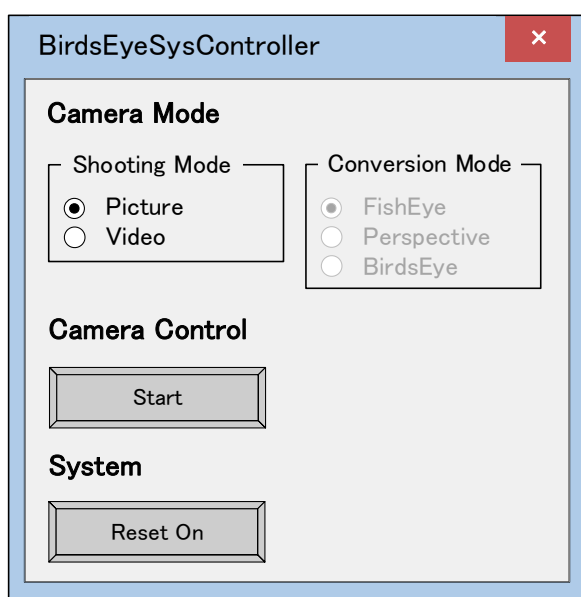 BirdsEyeSysController
Camera Mode
Shooting Mode
Picture
Video
Conversion Mode
FishEye
Perspective
BirdsEye
Camera Control
Start
System
Reset On